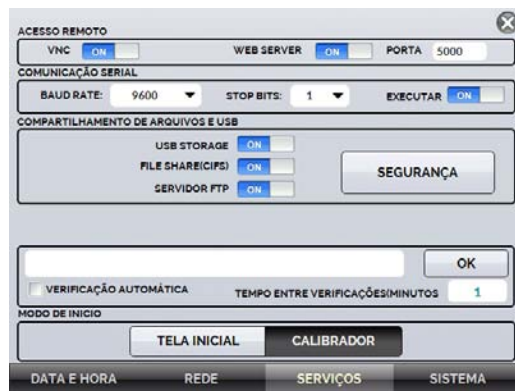 ACESSO REMOTO
VNC ON WEB SERVER ON PORTA 5000
COMUNICAÇÃO SERIAL
BAUD RATE: 9600 STOP BITS: 1 EXECUTAR ON
COMPARTILHAMENTO DE ARQUIVOS E USB
USB STORAGE ON
FILE SHARE(CIFS) ON
SERVIDOR FTP ON
SEGURANÇA
OK
VERIFICAÇÃO AUTOMÁTICA TEMPO ENTRE VERIFICAÇÕES(MINUTOS 1
MODO DE INICIO
TELA INICIAL CALIBRADOR
DATA E HORA REDE SERVIÇOS SISTEMA